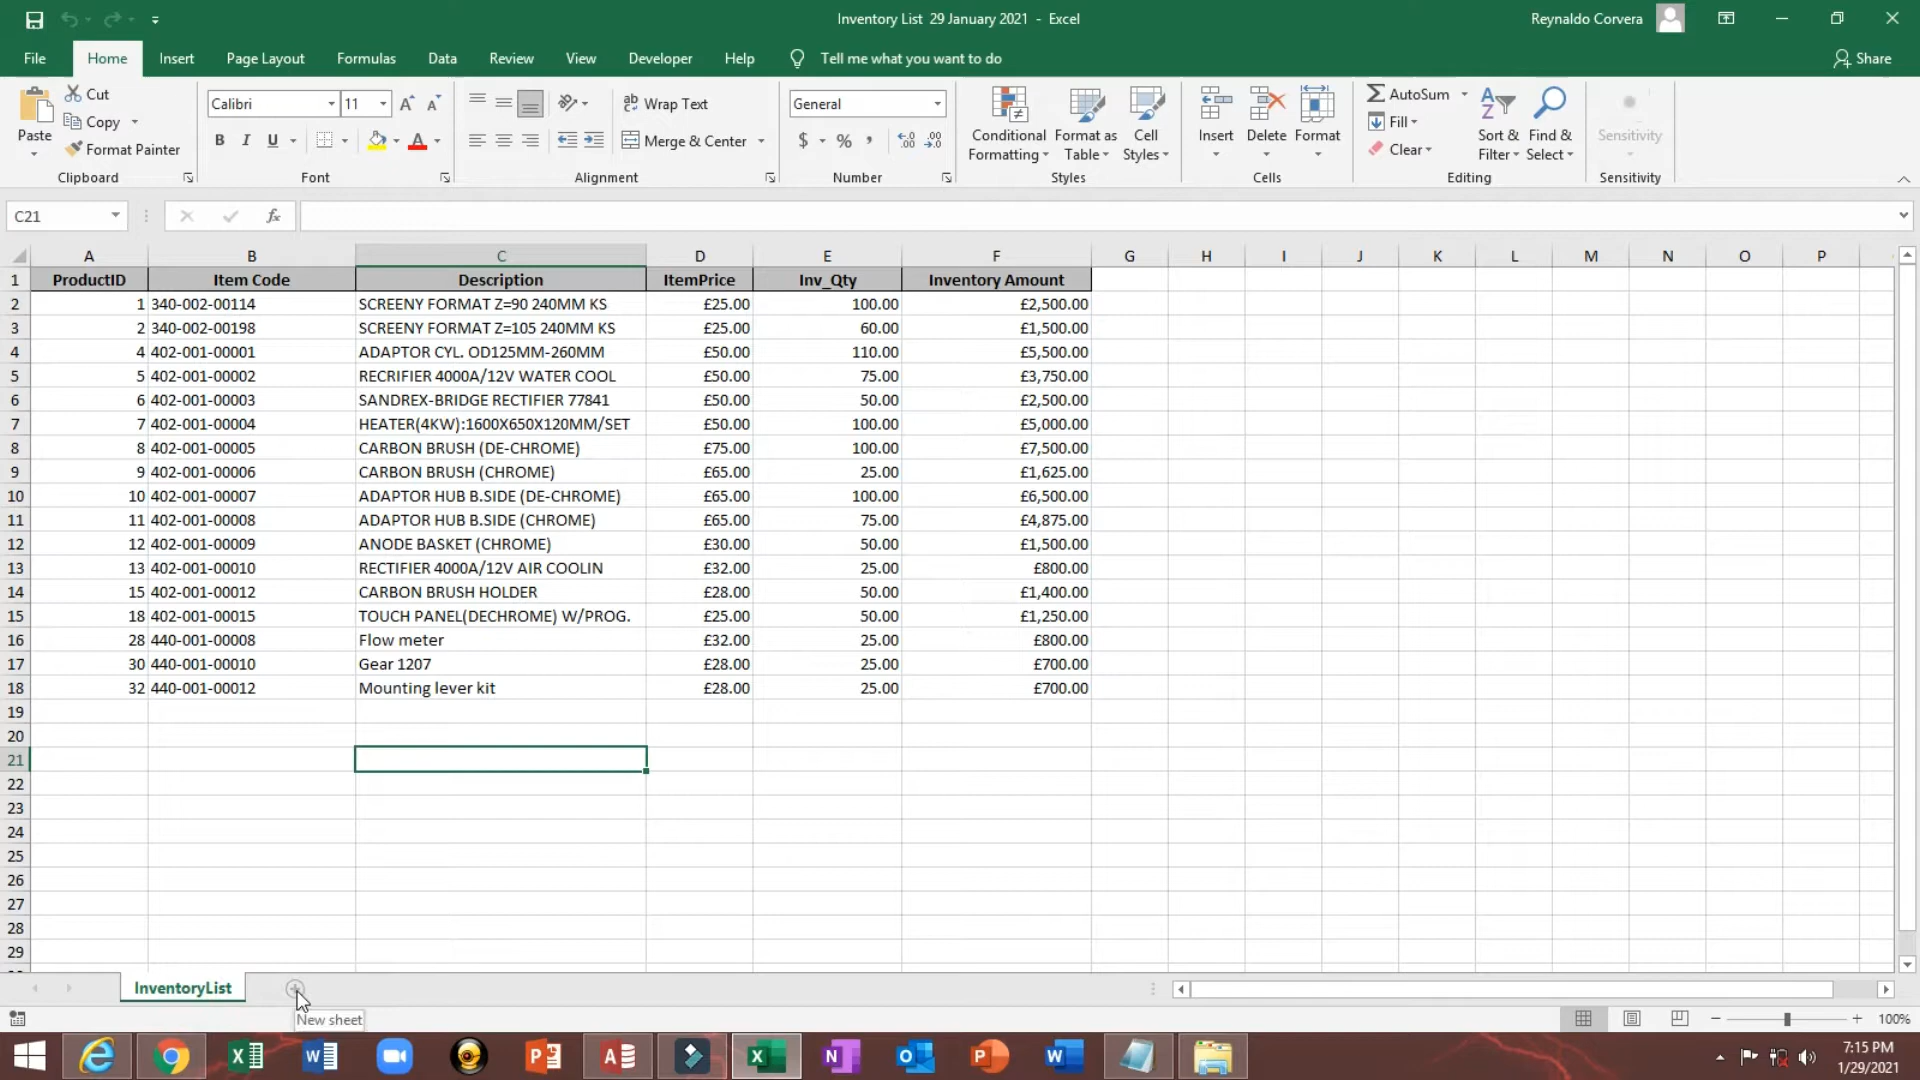 Inventory List  29 January 2021  -  Excel
Reynaldo Corvera
File Home Insert Page Layout Formulas Data Review View Developer Help Tell me what you want to do Share
Paste
Cut
Copy
Format Painter
Clipboard
Calibri 11
B I U
Font
Wrap Text
Merge & Center
Alignment
General
$ % ,
Number
Conditional Formatting
Format as Table
Cell Styles
Styles
Insert Delete Format
Cells
AutoSum
Fill
Clear
Sort & Filter
Find & Select
Editing
Sensitivity
Sensitivity
C21
fx
A B C D E F G H I J K L M N O P
1 ProductID Item Code Description ItemPrice Inv_Qty Inventory Amount
2 1 340-002-00114 SCREENY FORMAT Z=90 240MM KS £25.00 100.00 £2,500.00
3 2 340-002-00198 SCREENY FORMAT Z=105 240MM KS £25.00 60.00 £1,500.00
4 4 402-001-00001 ADAPTOR CYL. OD125MM-260MM £50.00 110.00 £5,500.00
5 5 402-001-00002 RECRIFIER 4000A/12V WATER COOL £50.00 75.00 £3,750.00
6 6 402-001-00003 SANDREX-BRIDGE RECTIFIER 77841 £50.00 50.00 £2,500.00
7 7 402-001-00004 HEATER(4KW):1600X650X120MM/SET £50.00 100.00 £5,000.00
8 8 402-001-00005 CARBON BRUSH (DE-CHROME) £75.00 100.00 £7,500.00
9 9 402-001-00006 CARBON BRUSH (CHROME) £65.00 25.00 £1,625.00
10 10 402-001-00007 ADAPTOR HUB B.SIDE (DE-CHROME) £65.00 100.00 £6,500.00
11 11 402-001-00008 ADAPTOR HUB B.SIDE (CHROME) £65.00 75.00 £4,875.00
12 12 402-001-00009 ANODE BASKET (CHROME) £30.00 50.00 £1,500.00
13 13 402-001-00010 RECTIFIER 4000A/12V AIR COOLIN £32.00 25.00 £800.00
14 15 402-001-00012 CARBON BRUSH HOLDER £28.00 50.00 £1,400.00
15 18 402-001-00015 TOUCH PANEL(DECHROME) W/PROG. £25.00 50.00 £1,250.00
16 28 440-001-00008 Flow meter £32.00 25.00 £800.00
17 30 440-001-00010 Gear 1207 £28.00 25.00 £700.00
18 32 440-001-00012 Mounting lever kit £28.00 25.00 £700.00
19
20
21
22
23
24
25
26
27
28
29
InventoryList
New sheet
100%
7:15 PM
1/29/2021